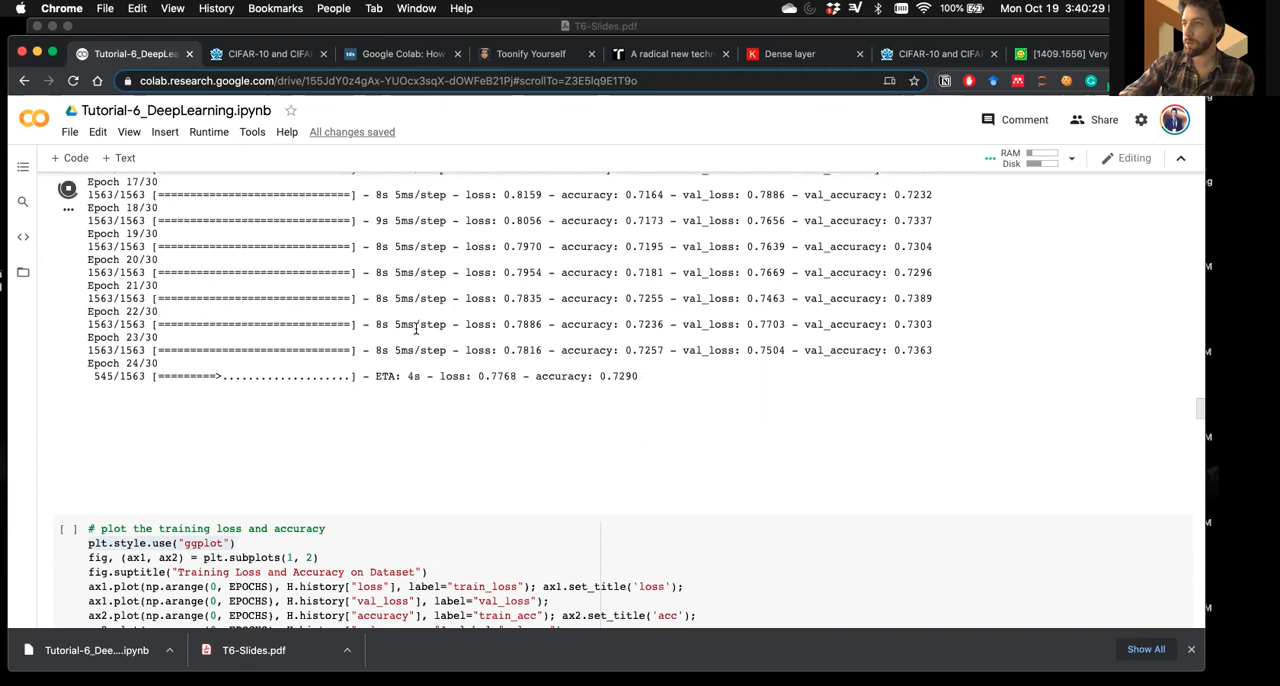 Chrome File Edit View History Bookmarks People Tab Window Help 100% Mon Oct 19 3:40:29
T6-Slides.pdf
Tutorial-6_DeepLea CIFAR-10 and CIFA Google Colab: How Toonify Yourself A radical new techn Dense layer CIFAR-10 and CIFA [1409.1556] Very
colab.research.google.com/drive/155JdY0z4gAx-YUOcx3sqX-dOWFeB21Pj#scrollTo=Z3E5lq9E1T9o
Tutorial-6_DeepLearning.ipynb
Comment Share
File Edit View Insert Runtime Tools Help All changes saved
+ Code + Text RAM Disk Editing
Epoch 17/30
1563/1563 [==============================] - 8s 5ms/step - loss: 0.8159 - accuracy: 0.7164 - val_loss: 0.7886 - val_accuracy: 0.7232
Epoch 18/30
1563/1563 [==============================] - 9s 5ms/step - loss: 0.8056 - accuracy: 0.7173 - val_loss: 0.7656 - val_accuracy: 0.7337
Epoch 19/30
1563/1563 [==============================] - 8s 5ms/step - loss: 0.7970 - accuracy: 0.7195 - val_loss: 0.7639 - val_accuracy: 0.7304
Epoch 20/30
1563/1563 [==============================] - 8s 5ms/step - loss: 0.7954 - accuracy: 0.7181 - val_loss: 0.7669 - val_accuracy: 0.7296
Epoch 21/30
1563/1563 [==============================] - 8s 5ms/step - loss: 0.7835 - accuracy: 0.7255 - val_loss: 0.7463 - val_accuracy: 0.7389
Epoch 22/30
1563/1563 [==============================] - 8s 5ms/step - loss: 0.7886 - accuracy: 0.7236 - val_loss: 0.7703 - val_accuracy: 0.7303
Epoch 23/30
1563/1563 [==============================] - 8s 5ms/step - loss: 0.7816 - accuracy: 0.7257 - val_loss: 0.7504 - val_accuracy: 0.7363
Epoch 24/30
545/1563 [=========>....................] - ETA: 4s - loss: 0.7768 - accuracy: 0.7290
[ ] # plot the training loss and accuracy
plt.style.use("ggplot")
fig, (ax1, ax2) = plt.subplots(1, 2)
fig.suptitle("Training Loss and Accuracy on Dataset")
ax1.plot(np.arange(0, EPOCHS), H.history["loss"], label="train_loss"); ax1.set_title('loss');
ax1.plot(np.arange(0, EPOCHS), H.history["val_loss"], label="val_loss");
ax2.plot(np.arange(0, EPOCHS), H.history["accuracy"], label="train_acc"); ax2.set_title('acc');
Tutorial-6_Dee....ipynb T6-Slides.pdf Show All